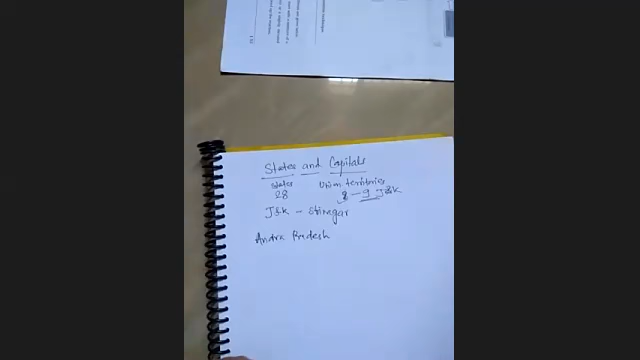 States and Capitals
States Union territories
28 8 - 9 J&K
J&K - Srinagar
Andra Pradesh